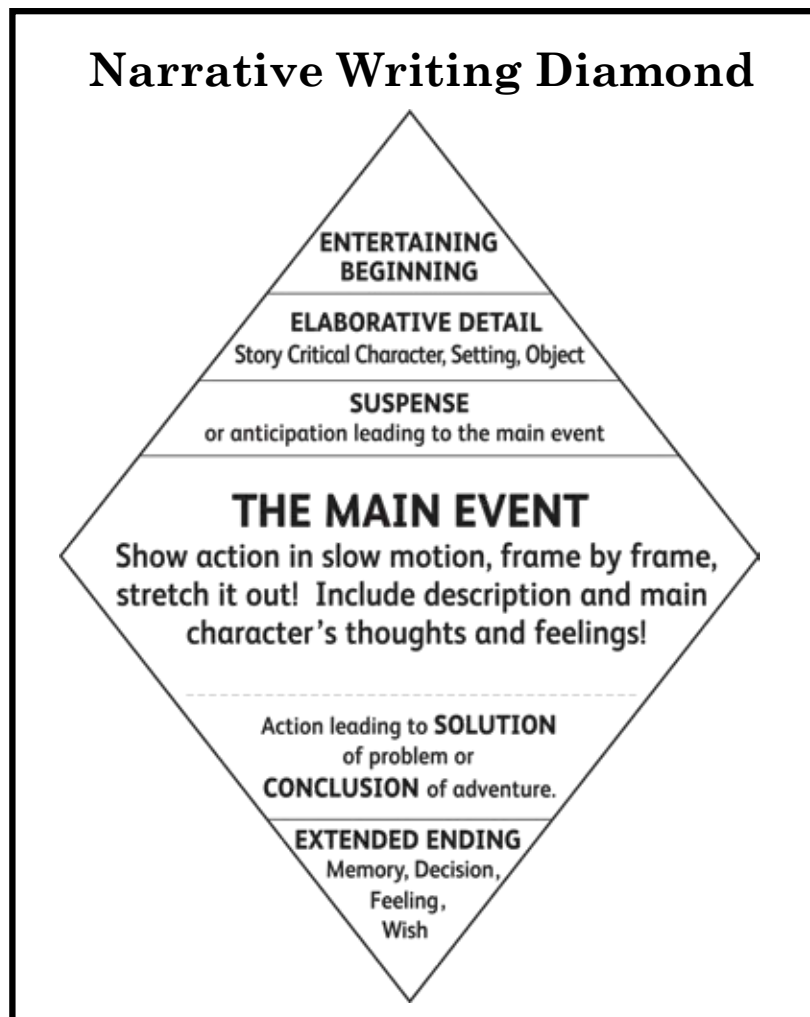 Narrative Writing Diamond
ENTERTAINING
BEGINNING
ELABORATIVE DETAIL
Story Critical Character, Setting, Object
SUSPENSE
or anticipation leading to the main event
THE MAIN EVENT
Show action in slow motion, frame by frame,
stretch it out! Include description and main
character's thoughts and feelings!
Action leading to SOLUTION
of problem or
CONCLUSION of adventure.
EXTENDED ENDING
Memory, Decision,
Feeling,
Wish